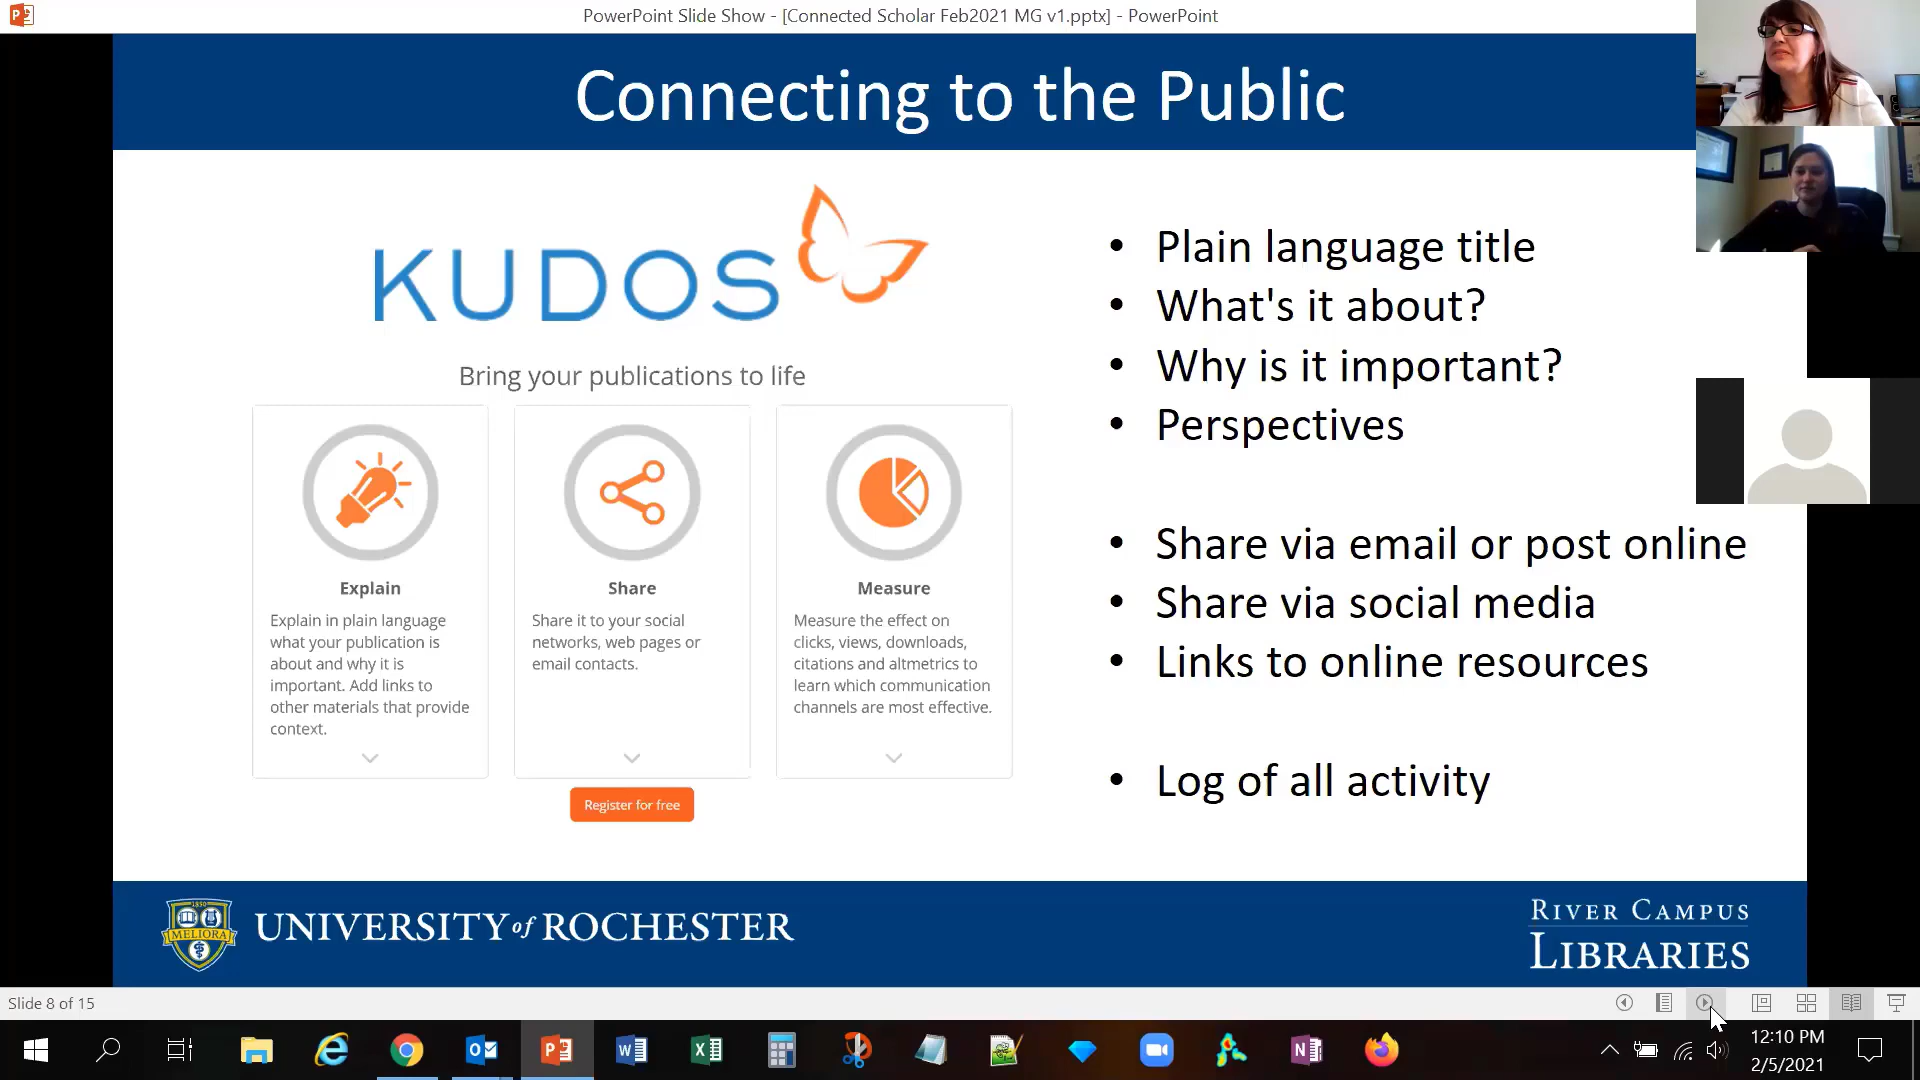 PowerPoint Slide Show - [Connected Scholar Feb2021 MG v1.pptx] - PowerPoint
Connecting to the Public
KUDOS
Bring your publications to life
Explain
Explain in plain language
what your publication is
about and why it is
important. Add links to
other materials that provide
context.
Share
Share it to your social
networks, web pages or
email contacts.
Measure
Measure the effect on
clicks, views, downloads,
citations and altmetrics to
learn which communication
channels are most effective.
Register for free
• Plain language title
• What's it about?
• Why is it important?
• Perspectives
• Share via email or post online
• Share via social media
• Links to online resources
• Log of all activity
1850
MELIORA
UNIVERSITY of ROCHESTER
RIVER CAMPUS
LIBRARIES
Slide 8 of 15
12:10 PM
2/5/2021